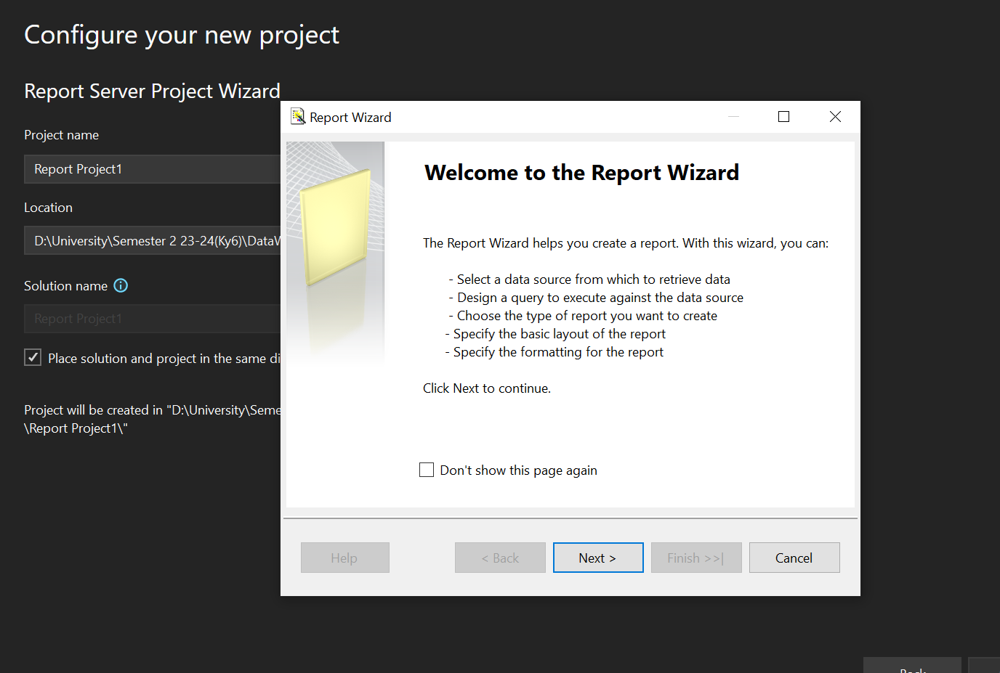 Configure your new project
Report Server Project Wizard
Project name
Report Project1
Location
D:\University\Semester 2 23-24(Ky6)\DataW
Solution name
Report Project1
Place solution and project in the same di
Project will be created in "D:\University\Seme
\Report Project1\"
Report Wizard
Welcome to the Report Wizard
The Report Wizard helps you create a report. With this wizard, you can:
- Select a data source from which to retrieve data
- Design a query to execute against the data source
- Choose the type of report you want to create
- Specify the basic layout of the report
- Specify the formatting for the report
Click Next to continue.
Don't show this page again
Help
< Back
Next >
Finish >>|
Cancel
Back